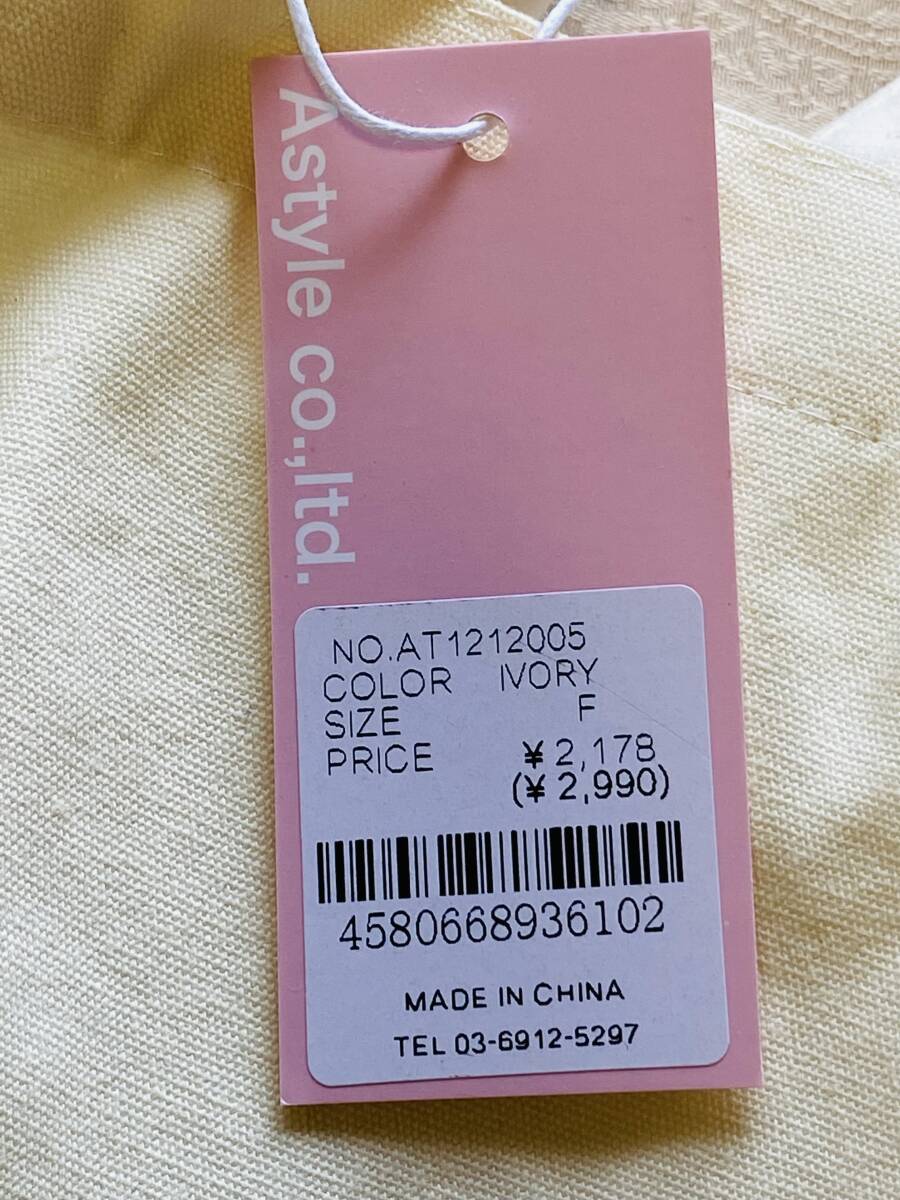 Astyle co.,ltd.
NO.AT1212005
COLOR IVORY
SIZE F
PRICE ¥2,178
(¥2,990)
4580668936102
MADE IN CHINA
TEL 03-6912-5297